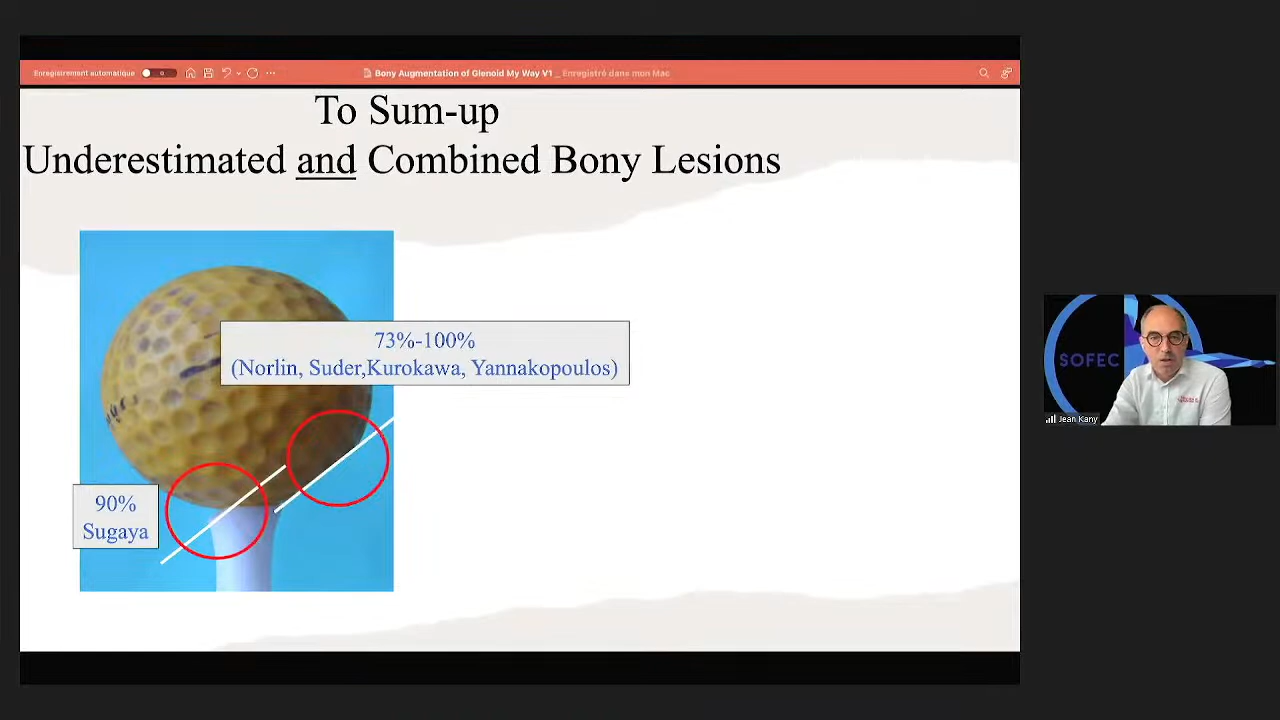 Enregistrement automatique
Bony Augmentation of Glenoid My Way V1 _ Enregistré dans mon Mac
To Sum-up
Underestimated and Combined Bony Lesions
73%-100%
(Norlin, Suder,Kurokawa, Yannakopoulos)
90%
Sugaya
SOFEC
Jean Kany